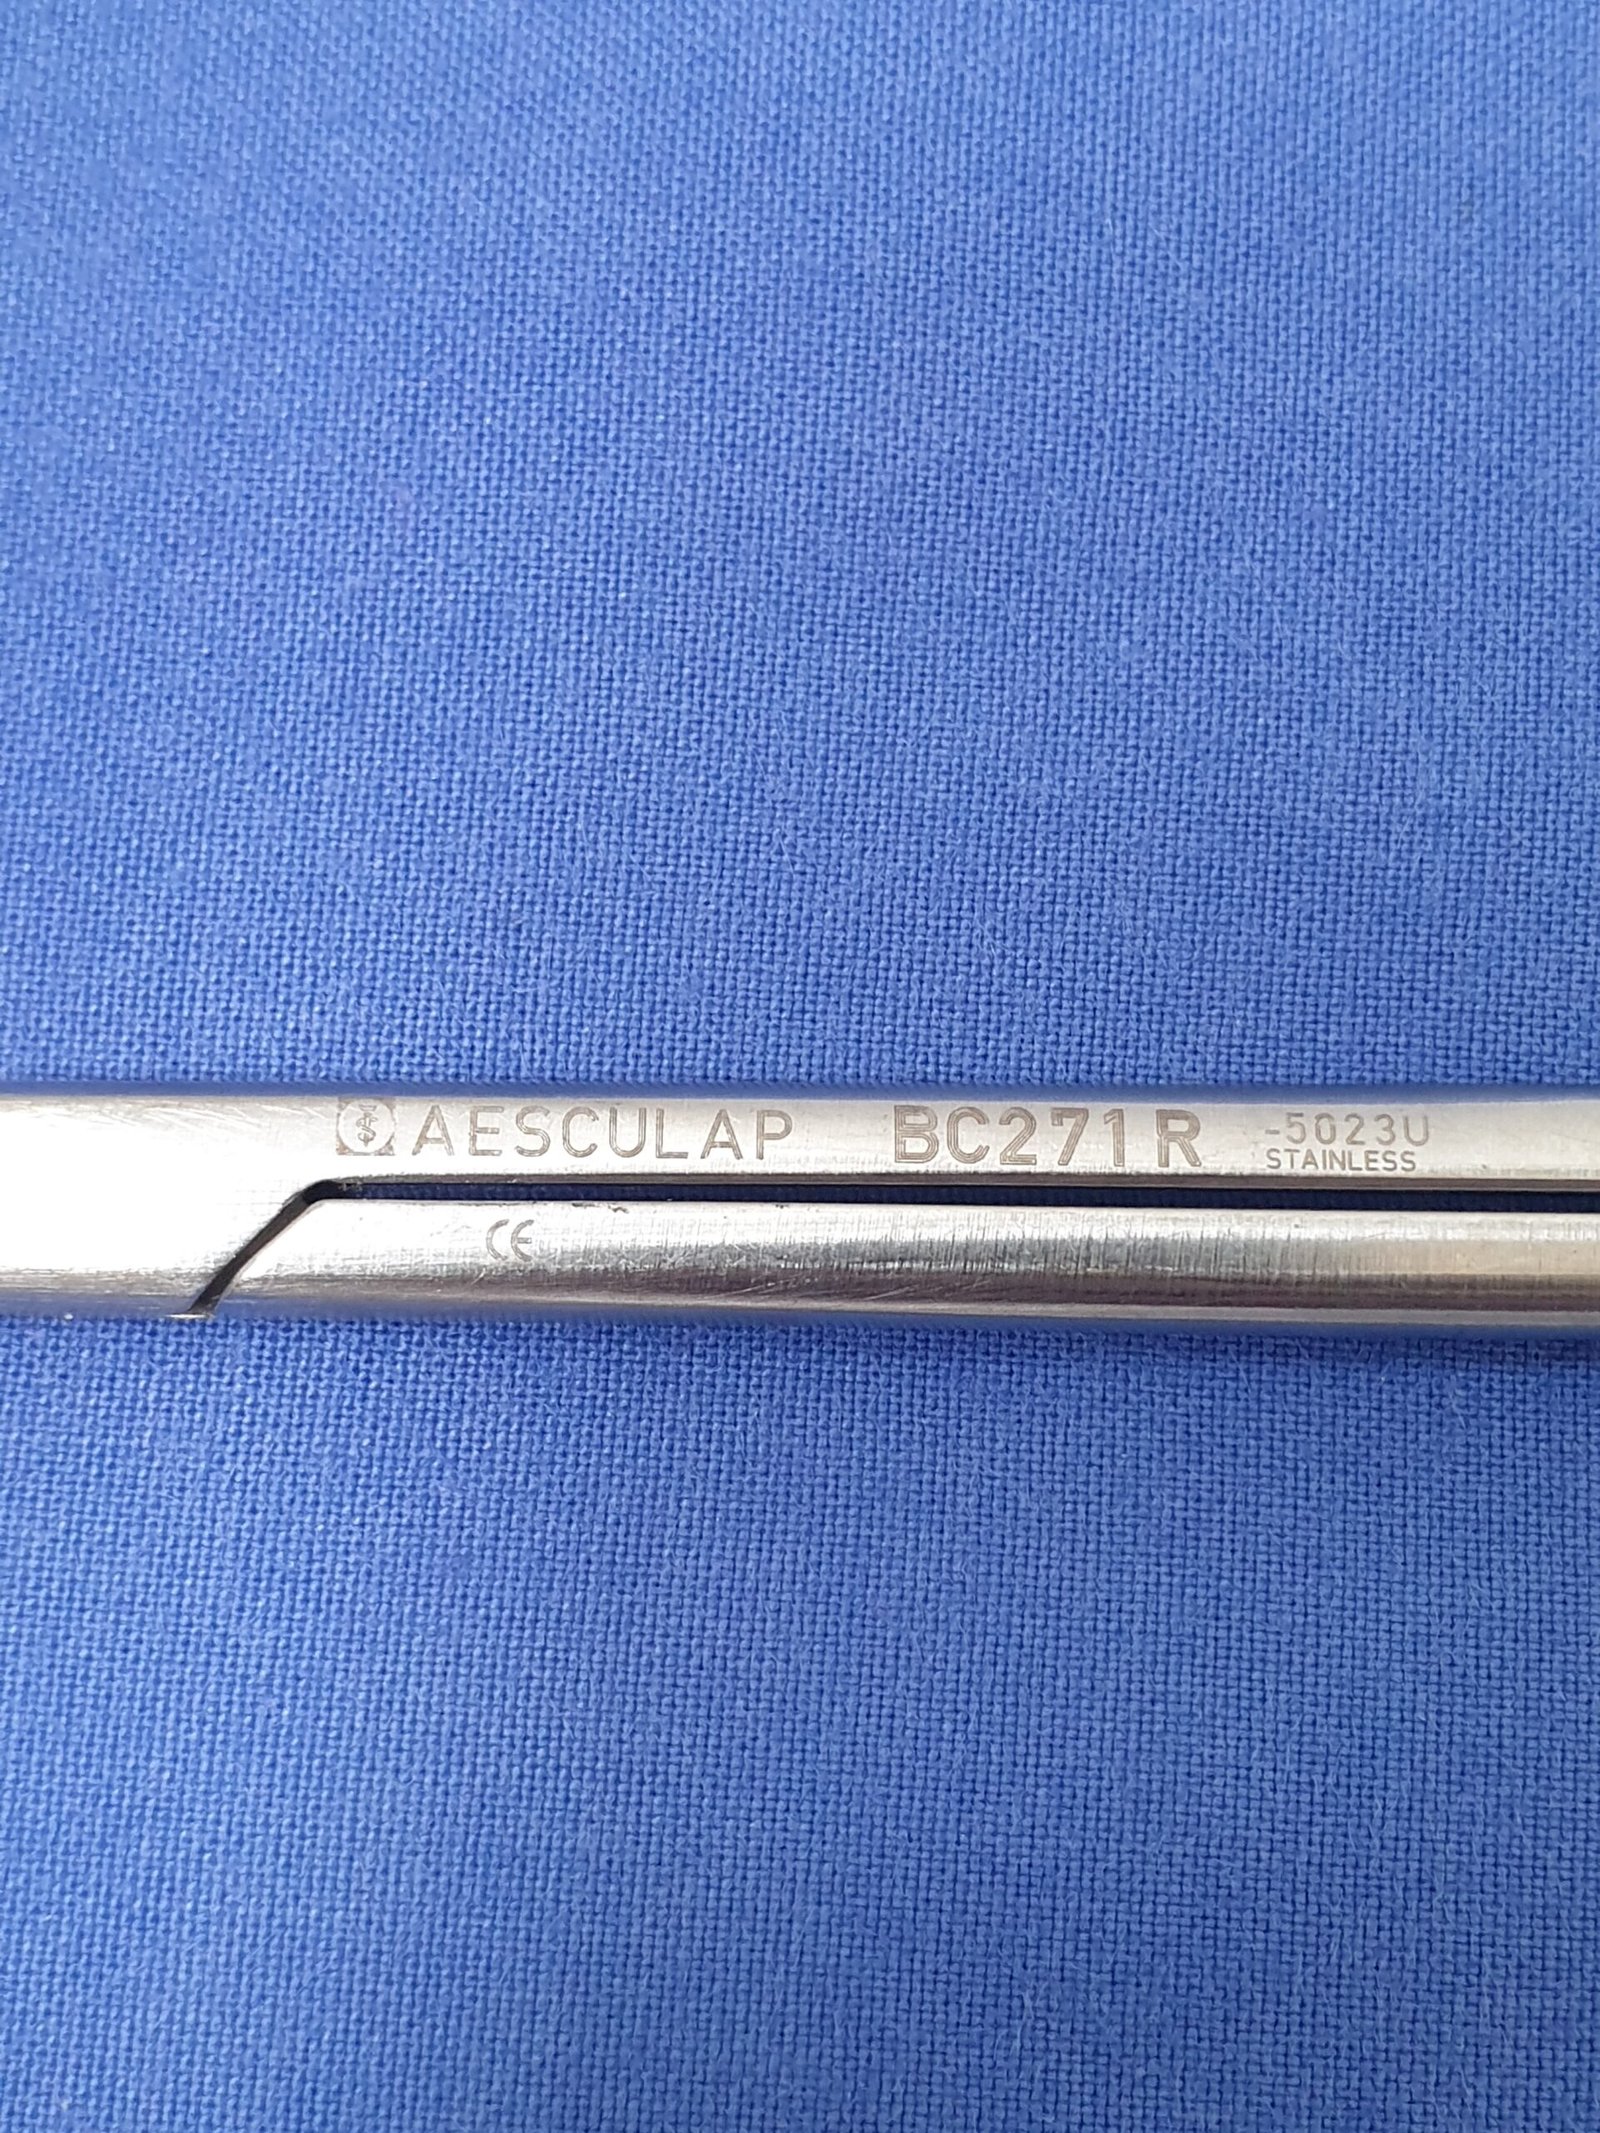 AESCULAP BC271R -5023U
STAINLESS
CE